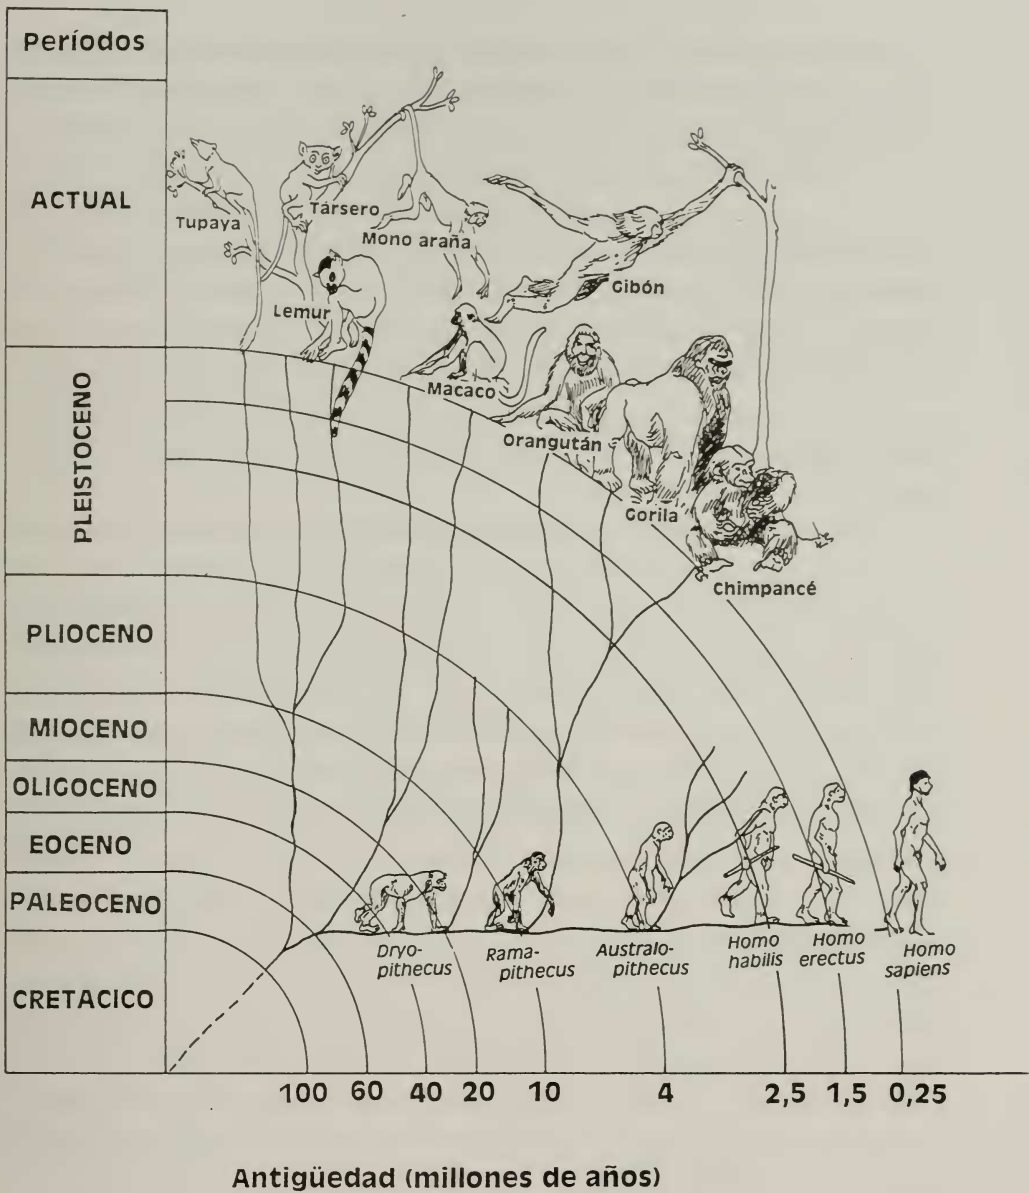 Períodos
ACTUAL
PLEISTOCENO
PLIOCENO
MIOCENO
OLIGOCENO
EOCENO
PALEOCENO
CRETACICO
Tupaya
Társero
Mono araña
Gibón
Lemur
Macaco
Orangután
Gorila
Chimpancé
Dryo-
pithecus
Rama-
pithecus
Australo-
pithecus
Homo
habilis
Homo
erectus
Homo
sapiens
100 60 40 20 10 4 2,5 1,5 0,25
Antigüedad (millones de años)